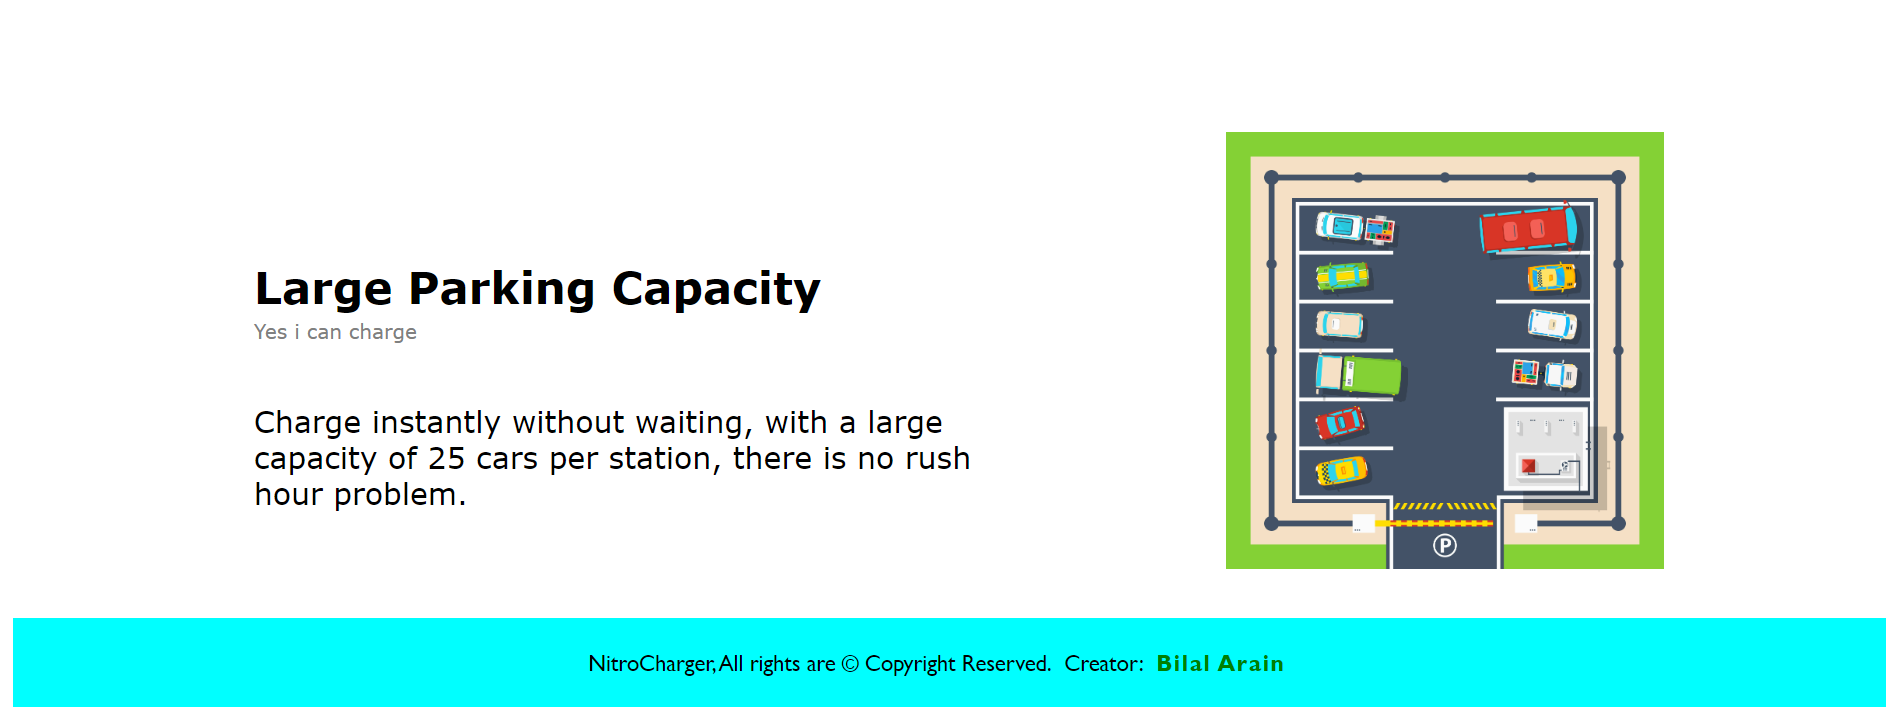 Large Parking Capacity
Yes i can charge
Charge instantly without waiting, with a large
capacity of 25 cars per station, there is no rush
hour problem.
P
NitroCharger,All rights are © Copyright Reserved. Creator: Bilal Arain